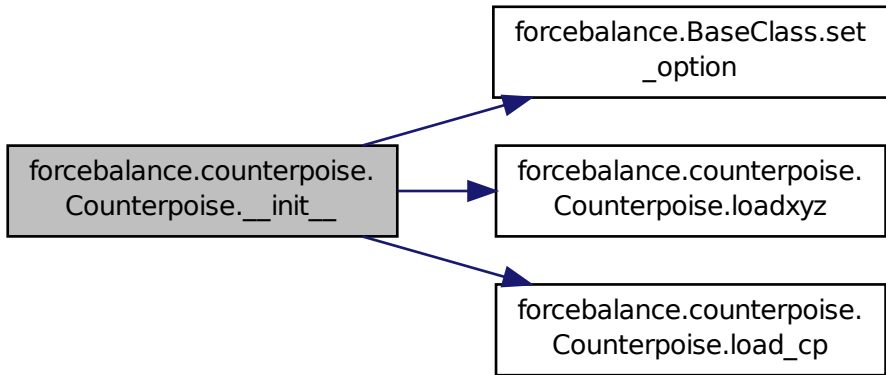 forcebalance.BaseClass.set
_option
forcebalance.counterpoise.
Counterpoise.__init__
forcebalance.counterpoise.
Counterpoise.loadxyz
forcebalance.counterpoise.
Counterpoise.load_cp